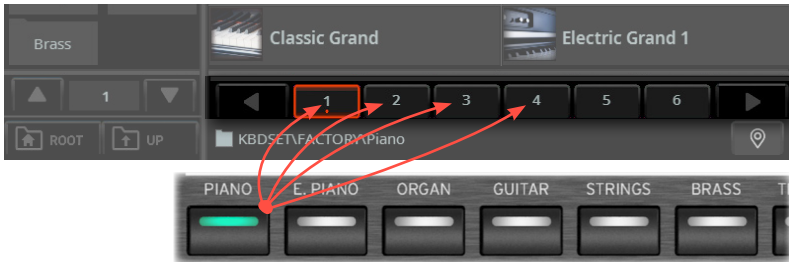 Classic Grand
Electric Grand 1
Brass
1
1 2 3 4 5 6
ROOT UP
KBDSET\FACTORY\Piano
PIANO E. PIANO ORGAN GUITAR STRINGS BRASS